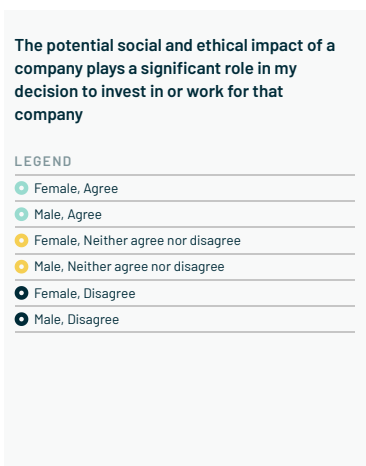 The potential social and ethical impact of a
company plays a significant role in my
decision to invest in or work for that
company
LEGEND
Female, Agree
Male, Agree
Female, Neither agree nor disagree
Male, Neither agree nor disagree
Female, Disagree
Male, Disagree